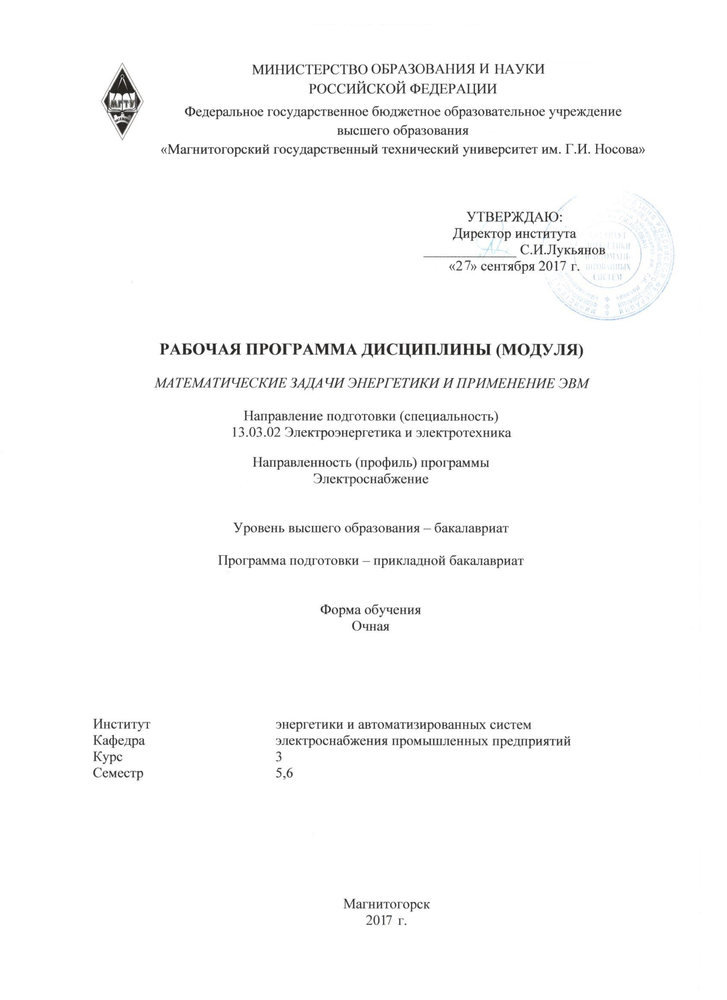 МИНИСТЕРСТВО ОБРАЗОВАНИЯ И НАУКИ
РОССИЙСКОЙ ФЕДЕРАЦИИ
Федеральное государственное бюджетное образовательное учреждение
высшего образования
«Магнитогорский государственный технический университет им. Г.И. Носова»
МГТУ
УТВЕРЖДАЮ:
Директор института
_____________ С.И.Лукьянов
«27» сентября 2017 г.
СИСТЕМ
РАБОЧАЯ ПРОГРАММА ДИСЦИПЛИНЫ (МОДУЛЯ)
МАТЕМАТИЧЕСКИЕ ЗАДАЧИ ЭНЕРГЕТИКИ И ПРИМЕНЕНИЕ ЭВМ
Направление подготовки (специальность)
13.03.02 Электроэнергетика и электротехника
Направленность (профиль) программы
Электроснабжение
Уровень высшего образования – бакалавриат
Программа подготовки – прикладной бакалавриат
Форма обучения
Очная
Институт энергетики и автоматизированных систем
Кафедра электроснабжения промышленных предприятий
Курс 3
Семестр 5,6
Магнитогорск
2017 г.